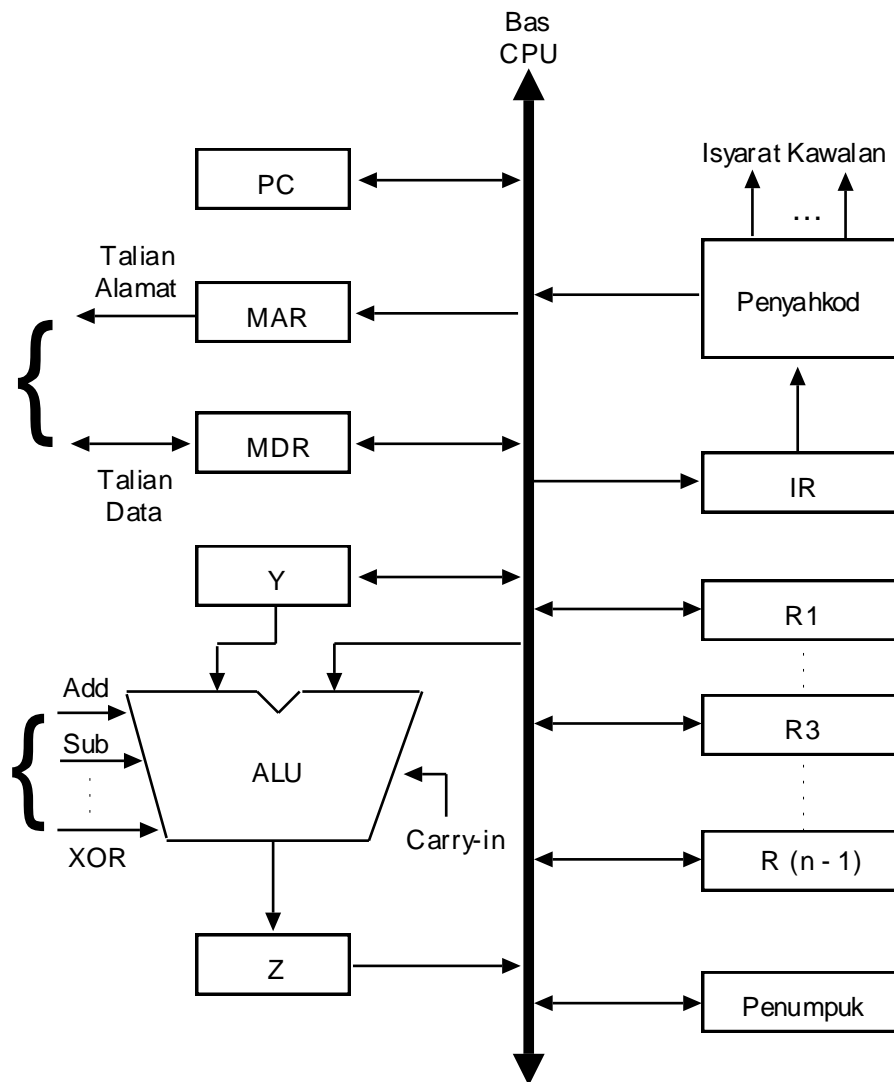 Bas
CPU
PC
Isyarat Kawalan
...
Talian
Alamat
MAR
Penyahkod
MDR
Talian
Data
IR
Y
R1
Add
Sub
ALU
R3
XOR
Carry-in
R (n - 1)
Z
Penumpuk